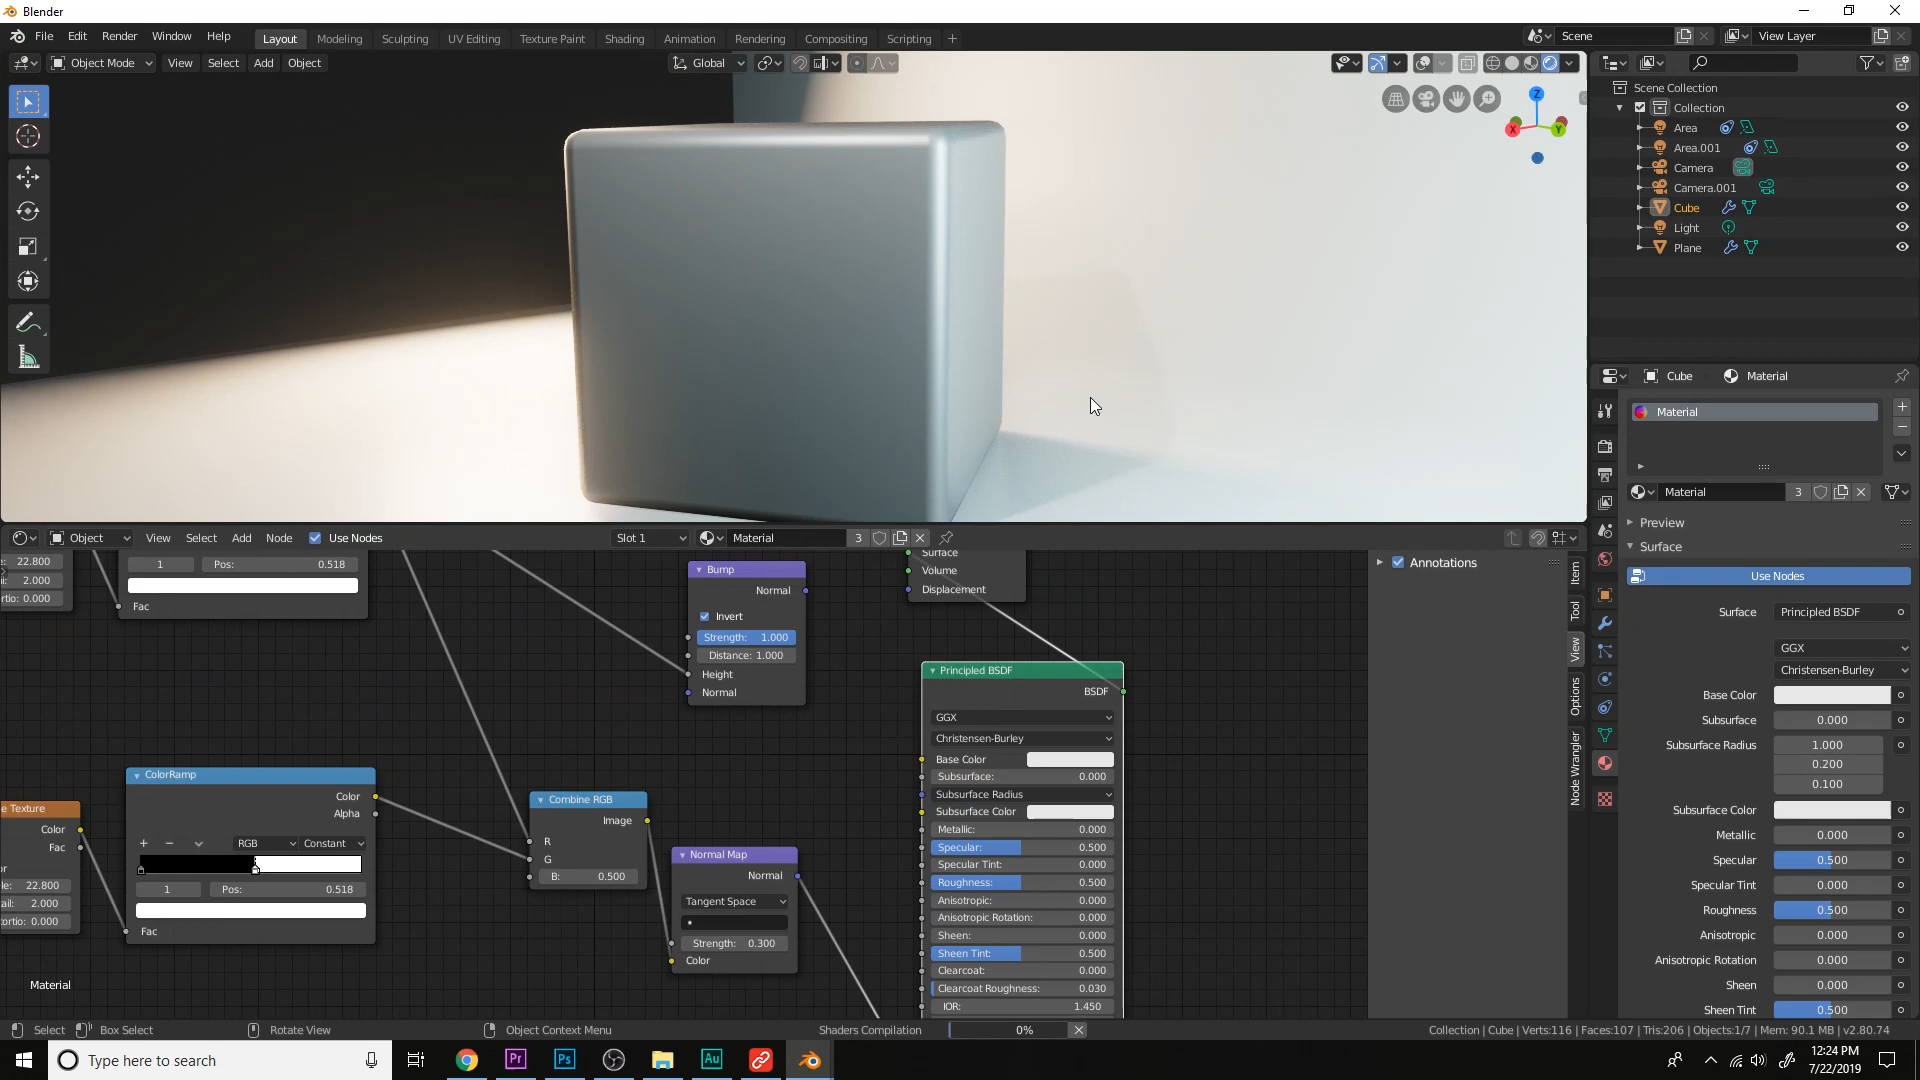 Blender
File Edit Render Window Help Layout Modeling Sculpting UV Editing Texture Paint Shading Animation Rendering Compositing Scripting + Scene View Layer
Object Mode View Select Add Object Global
Z
X Y
Scene Collection
Collection
Area
Area.001
Camera
Camera.001
Cube
Light
Plane
Cube Material
Material
Material 3
Preview
Surface
Use Nodes
Surface Principled BSDF
GGX
Christensen-Burley
Base Color
Subsurface 0.000
Subsurface Radius 1.000
0.200
0.100
Subsurface Color
Metallic 0.000
Specular 0.500
Specular Tint 0.000
Roughness 0.500
Anisotropic 0.000
Anisotropic Rotation 0.000
Sheen 0.000
Sheen Tint 0.500
Object View Select Add Node Use Nodes Slot 1 Material 3
22.800
2.000
ortio: 0.000
1 Pos: 0.518
Fac
Bump
Normal
Invert
Strength: 1.000
Distance: 1.000
Height
Normal
Surface
Volume
Displacement
Annotations
Item
Tool
View
Options
Node Wrangler
e Texture
Color
Fac
or
le: 22.800
ail: 2.000
ortio: 0.000
ColorRamp
Color
Alpha
RGB Constant
1 Pos: 0.518
Fac
Combine RGB
Image
R
G
B: 0.500
Normal Map
Normal
Tangent Space
Strength: 0.300
Color
Principled BSDF
BSDF
GGX
Christensen-Burley
Base Color
Subsurface: 0.000
Subsurface Radius
Subsurface Color
Metallic: 0.000
Specular: 0.500
Specular Tint: 0.000
Roughness: 0.500
Anisotropic: 0.000
Anisotropic Rotation: 0.000
Sheen: 0.000
Sheen Tint: 0.500
Clearcoat: 0.000
Clearcoat Roughness: 0.030
IOR: 1.450
Material
Select Box Select Rotate View Object Context Menu Shaders Compilation 0% Collection | Cube | Verts:116 | Faces:107 | Tris:206 | Objects:1/7 | Mem: 90.1 MB | v2.80.74
Type here to search Pr Ps Au 12:24 PM
7/22/2019